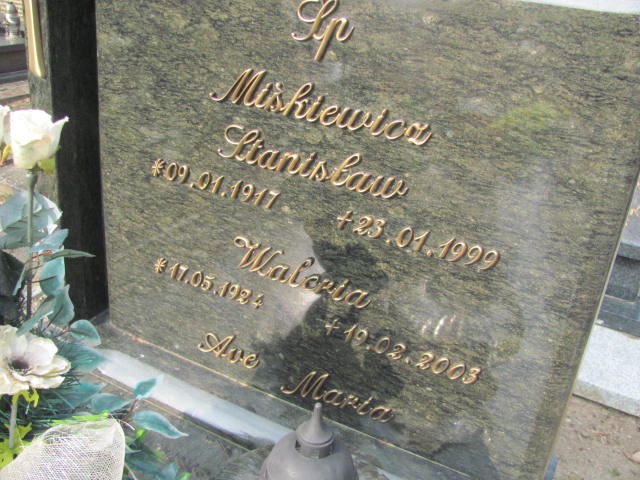 Śp
Miśkiewicz
Stanisław
*09.01.1917
+23.01.1999
Waleria
*17.05.1924
+19.02.2003
Ave Maria